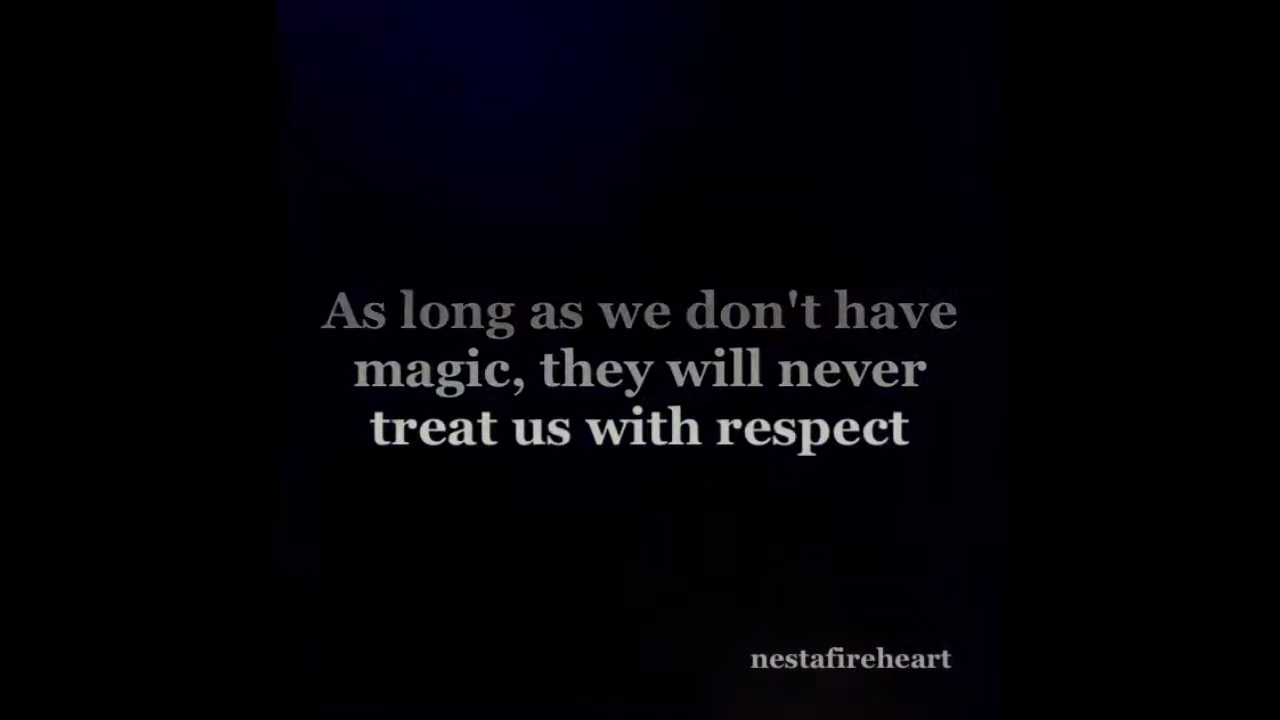 As long as we don't have
magic, they will never
treat us with respect
nestafireheart